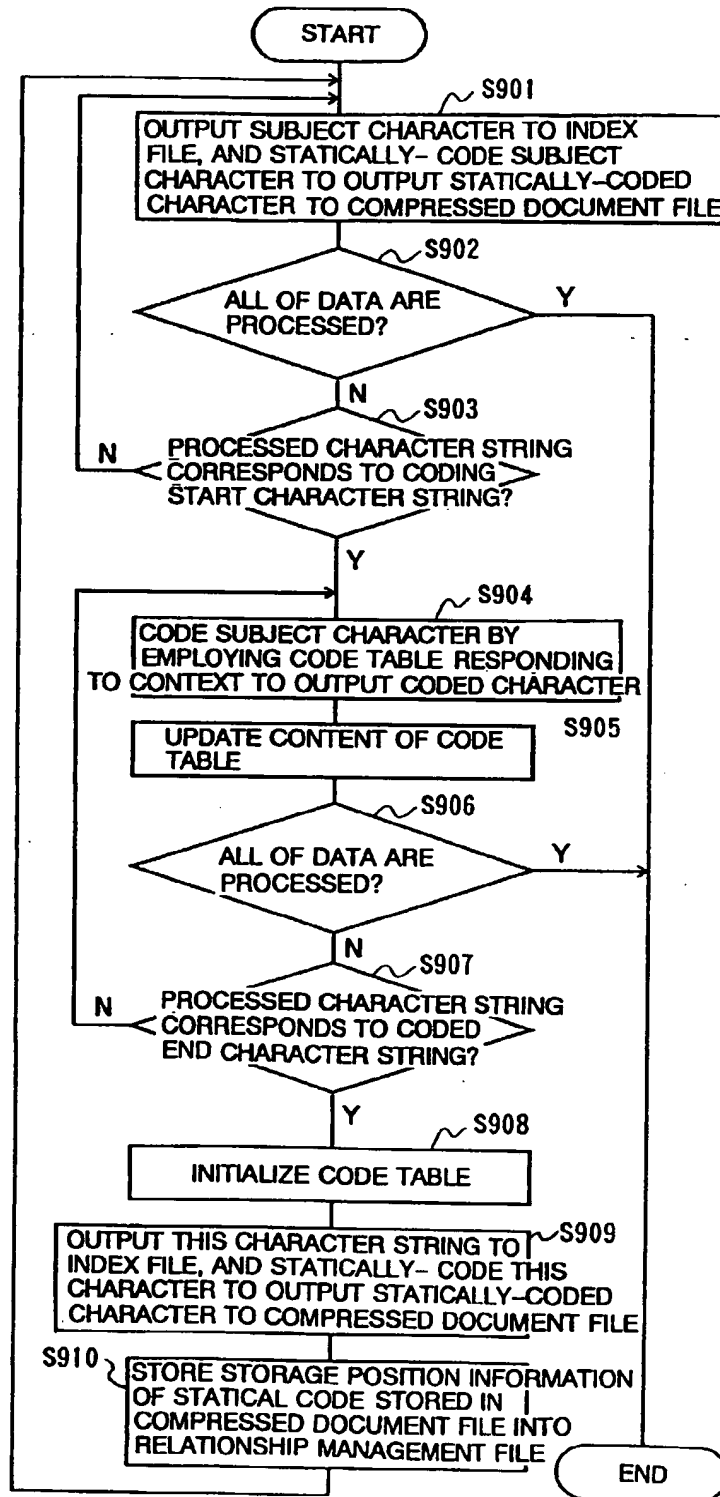 START
S901
OUTPUT SUBJECT CHARACTER TO INDEX
FILE, AND STATICALLY- CODE SUBJECT
CHARACTER TO OUTPUT STATICALLY-CODED
CHARACTER TO COMPRESSED DOCUMENT FILE
S902
ALL OF DATA ARE
PROCESSED?
Y
N
S903
N
PROCESSED CHARACTER STRING
CORRESPONDS TO CODING
START CHARACTER STRING?
Y
S904
CODE SUBJECT CHARACTER BY
EMPLOYING CODE TABLE RESPONDING
TO CONTEXT TO OUTPUT CODED CHARACTER
S905
UPDATE CONTENT OF CODE
TABLE
S906
ALL OF DATA ARE
PROCESSED?
Y
N
S907
N
PROCESSED CHARACTER STRING
CORRESPONDS TO CODED
END CHARACTER STRING?
Y
S908
INITIALIZE CODE TABLE
S909
OUTPUT THIS CHARACTER STRING TO
INDEX FILE, AND STATICALLY- CODE THIS
CHARACTER TO OUTPUT STATICALLY-CODED
CHARACTER TO COMPRESSED DOCUMENT FILE
S910
STORE STORAGE POSITION INFORMATION
OF STATICAL CODE STORED IN
COMPRESSED DOCUMENT FILE INTO
RELATIONSHIP MANAGEMENT FILE
END